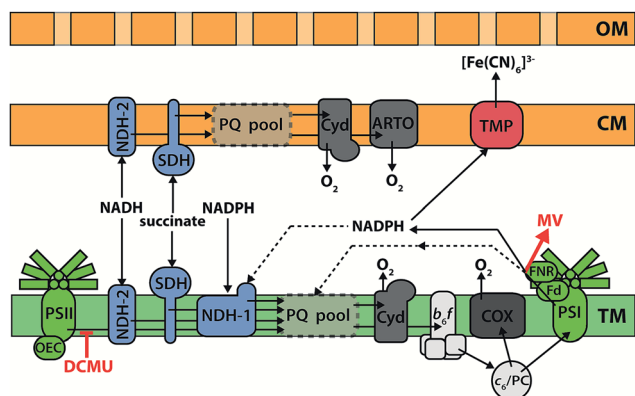 OM
[Fe(CN)₆]³⁻
NDH-2
SDH
PQ pool
Cyd
ARTO
TMP
CM
O₂
O₂
NADH
succinate
NADPH
NADPH
MV
PSII
OEC
DCMU
NDH-2
SDH
NDH-1
PQ pool
O₂
Cyd
b₆f
O₂
COX
c₆/PC
FNR
Fd
PSI
TM